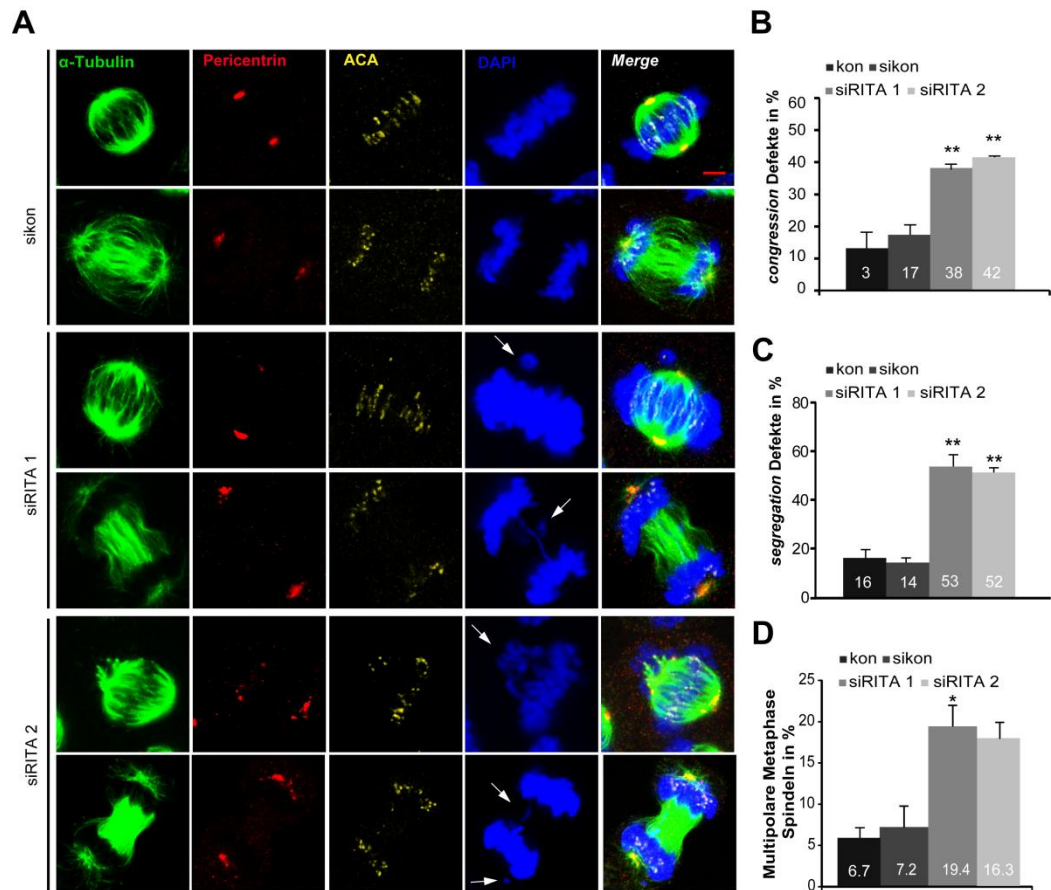 A
α-Tubulin Pericentrin ACA DAPI Merge
sikon
siRITA 1
siRITA 2
B
kon sikon
siRITA 1 siRITA 2
congression Defekte in %
60
50
40
30
20
10
0
** **
3 17 38 42
C
kon sikon
siRITA 1 siRITA 2
segregation Defekte in %
80
60
40
20
0
** **
16 14 53 52
D
kon sikon
siRITA 1 siRITA 2
Multipolare Metaphase
Spindeln in %
25
20
15
10
5
0
*
6.7 7.2 19.4 16.3